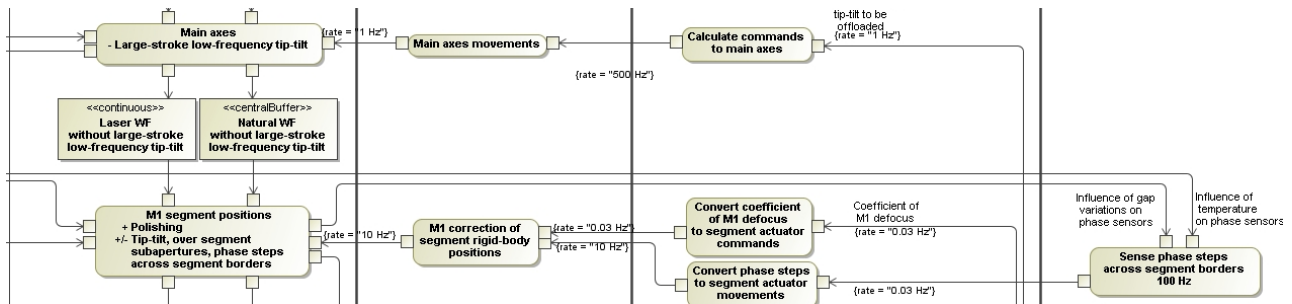 Main axes
- Large-stroke low-frequency tip-tilt
{rate = "1 Hz"}
Main axes movements
Calculate commands
to main axes
tip-tilt to be
offloaded
{rate = "1 Hz"}
{rate = "500 Hz"}
<<continuous>>
Laser WF
without large-stroke
low-frequency tip-tilt
<<centralBuffer>>
Natural WF
without large-stroke
low-frequency tip-tilt
M1 segment positions
+ Polishing
+/- Tip-tilt, over segment
subapertures, phase steps
across segment borders
{rate = "10 Hz"}
M1 correction of
segment rigid-body
positions
{rate = "0.03 Hz"}
{rate = "10 Hz"}
Convert coefficient
of M1 defocus
to segment actuator
commands
Coefficient of
M1 defocus
{rate = "0.03 Hz"}
Convert phase steps
to segment actuator
movements
{rate = "0.03 Hz"}
Influence of gap
variations on
phase sensors
Influence of
temperature
on phase sensors
Sense phase steps
across segment borders
100 Hz